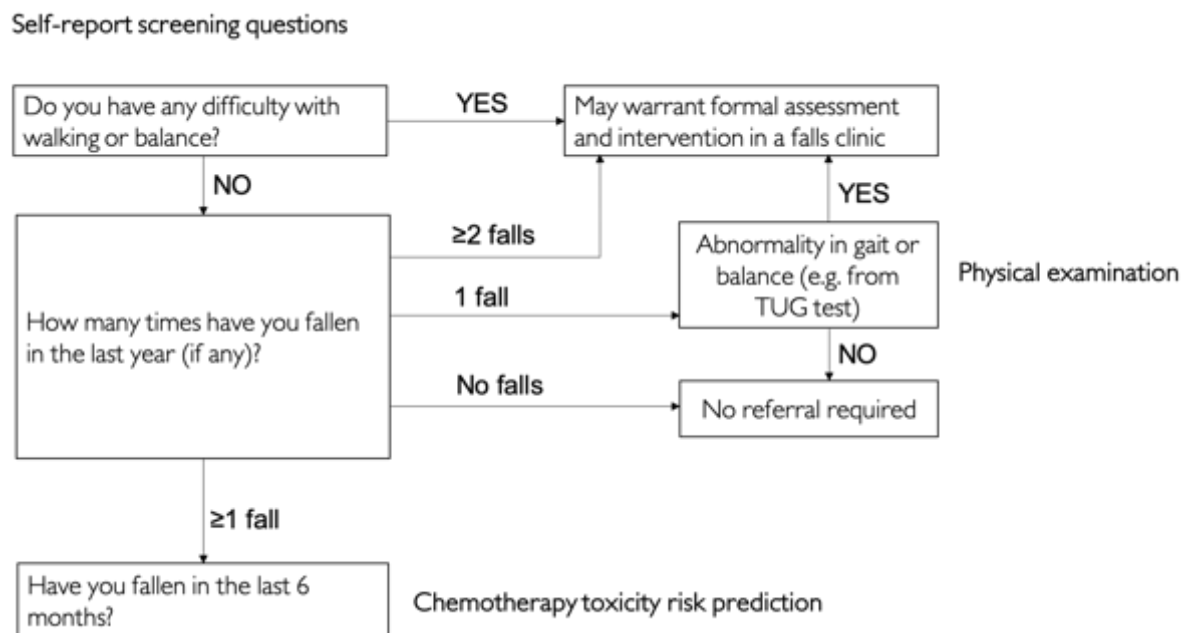 Self-report screening questions
Do you have any difficulty with
walking or balance?
YES
May warrant formal assessment
and intervention in a falls clinic
NO
YES
≥2 falls
Abnormality in gait or
balance (e.g. from
TUG test)
Physical examination
1 fall
How many times have you fallen
in the last year (if any)?
NO
No falls
No referral required
≥1 fall
Have you fallen in the last 6
months?
Chemotherapy toxicity risk prediction